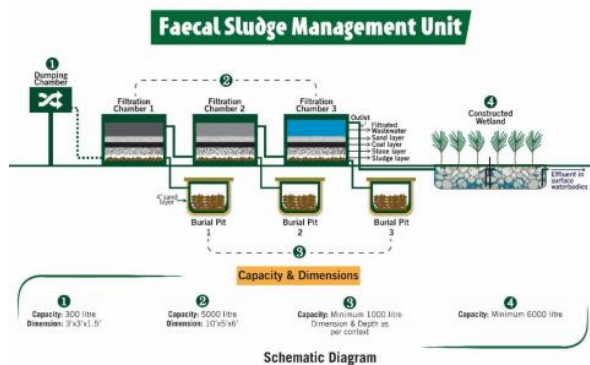 Faecal Sludge Management Unit
1
Dumping
Chamber
2
Filtration
Chamber 1
Filtration
Chamber 2
Filtration
Chamber 3
Outlet
Filtrated
Wastewater
Sand layer
Coal layer
Stone layer
Sludge layer
4
Constructed
Wetland
Effluent in
surface
waterbodies
4" sand
layer
Burial Pit
1
Burial Pit
2
Burial Pit
3
3
Capacity & Dimensions
1
Capacity: 300 litre
Dimension: 3'x3'x1.5'
2
Capacity: 5000 litre
Dimension: 10'x5'x6'
3
Capacity: Minimum 1000 litre
Dimension & Depth as
per context
4
Capacity: Minimum 6000 litre
Schematic Diagram